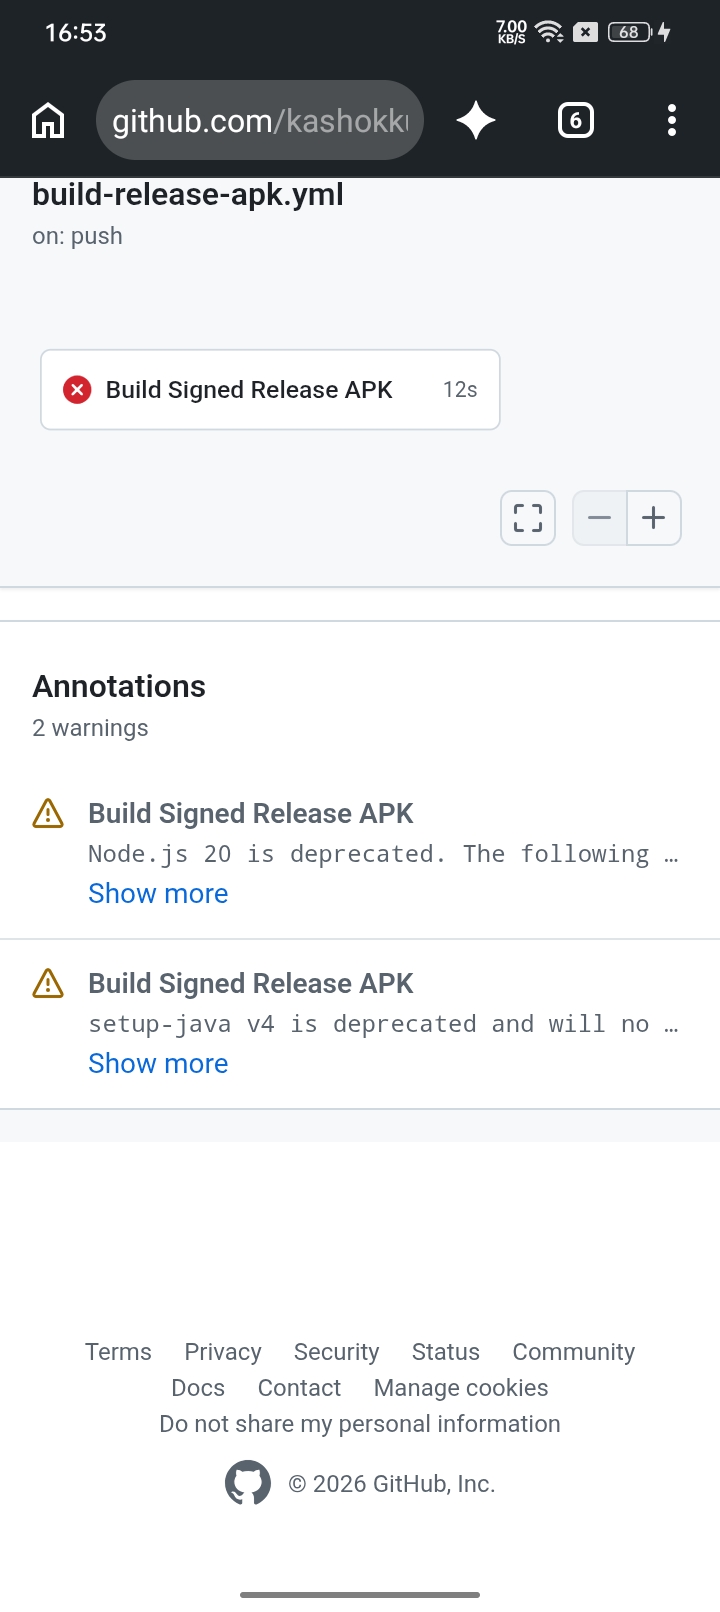 16:53
7.00
KB/S
68
github.com/kashokk
6
build-release-apk.yml
on: push
Build Signed Release APK 12s
Annotations
2 warnings
Build Signed Release APK
Node.js 20 is deprecated. The following …
Show more
Build Signed Release APK
setup-java v4 is deprecated and will no …
Show more
Terms Privacy Security Status Community
Docs Contact Manage cookies
Do not share my personal information
© 2026 GitHub, Inc.